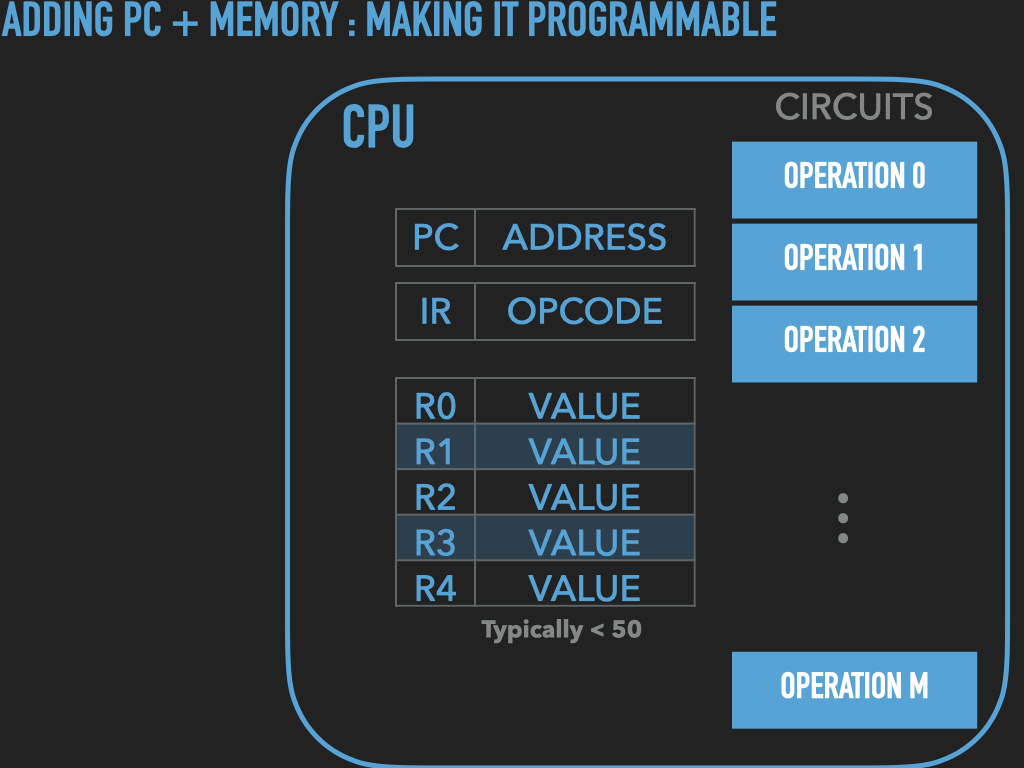 ADDING PC + MEMORY : MAKING IT PROGRAMMABLE
CPU
CIRCUITS
PC ADDRESS
IR OPCODE
R0 VALUE
R1 VALUE
R2 VALUE
R3 VALUE
R4 VALUE
Typically < 50
OPERATION 0
OPERATION 1
OPERATION 2
OPERATION M